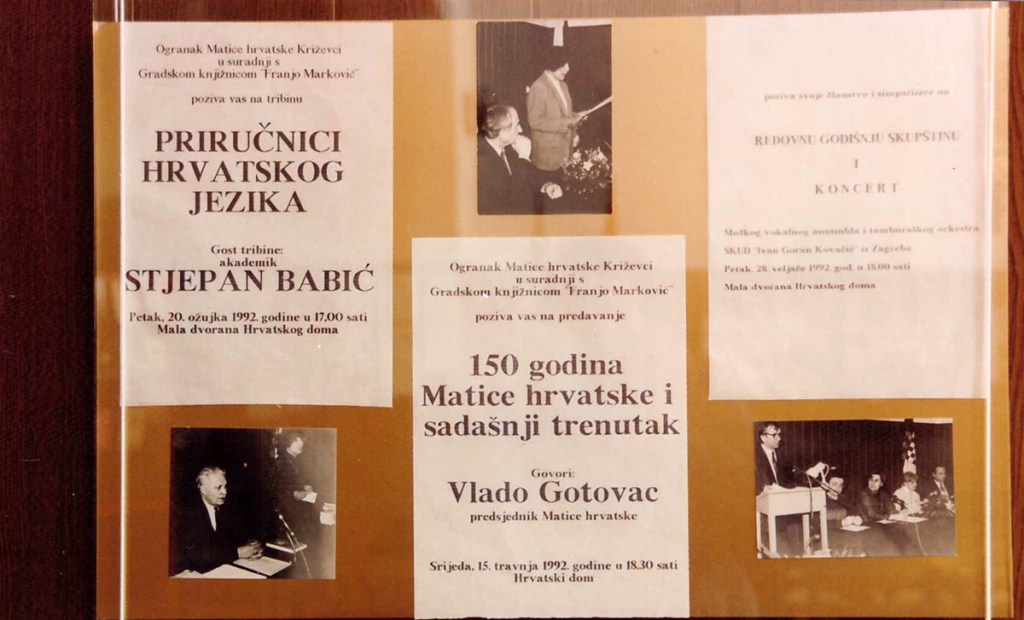 Ogranak Matice hrvatske Križevci
u suradnji s
Gradskom knjižnicom "Franjo Marković"
poziva vas na tribinu
PRIRUČNICI
HRVATSKOG
JEZIKA
Gost tribine:
akademik
STJEPAN BABIĆ
Petak, 20. ožujka 1992. godine u 17,00 sati
Mala dvorana Hrvatskog doma
Ogranak Matice hrvatske Križevci
u suradnji s
Gradskom knjižnicom "Franjo Marković"
poziva vas na predavanje
150 godina
Matice hrvatske i
sadašnji trenutak
Govori:
Vlado Gotovac
predsjednik Matice hrvatske
Srijeda, 15. travnja 1992. godine u 18.30 sati
Hrvatski dom
poziva svoje članstvo i simpatizere na
REDOVNU GODIŠNJU SKUPŠTINU
I
KONCERT
Muškog vokalnog ansambla i tamburaškog orkestra
SKUD "Ivan Goran Kovačić" iz Zagreba
Petak, 28. veljače 1992. god. u 18.00 sati
Mala dvorana Hrvatskog doma